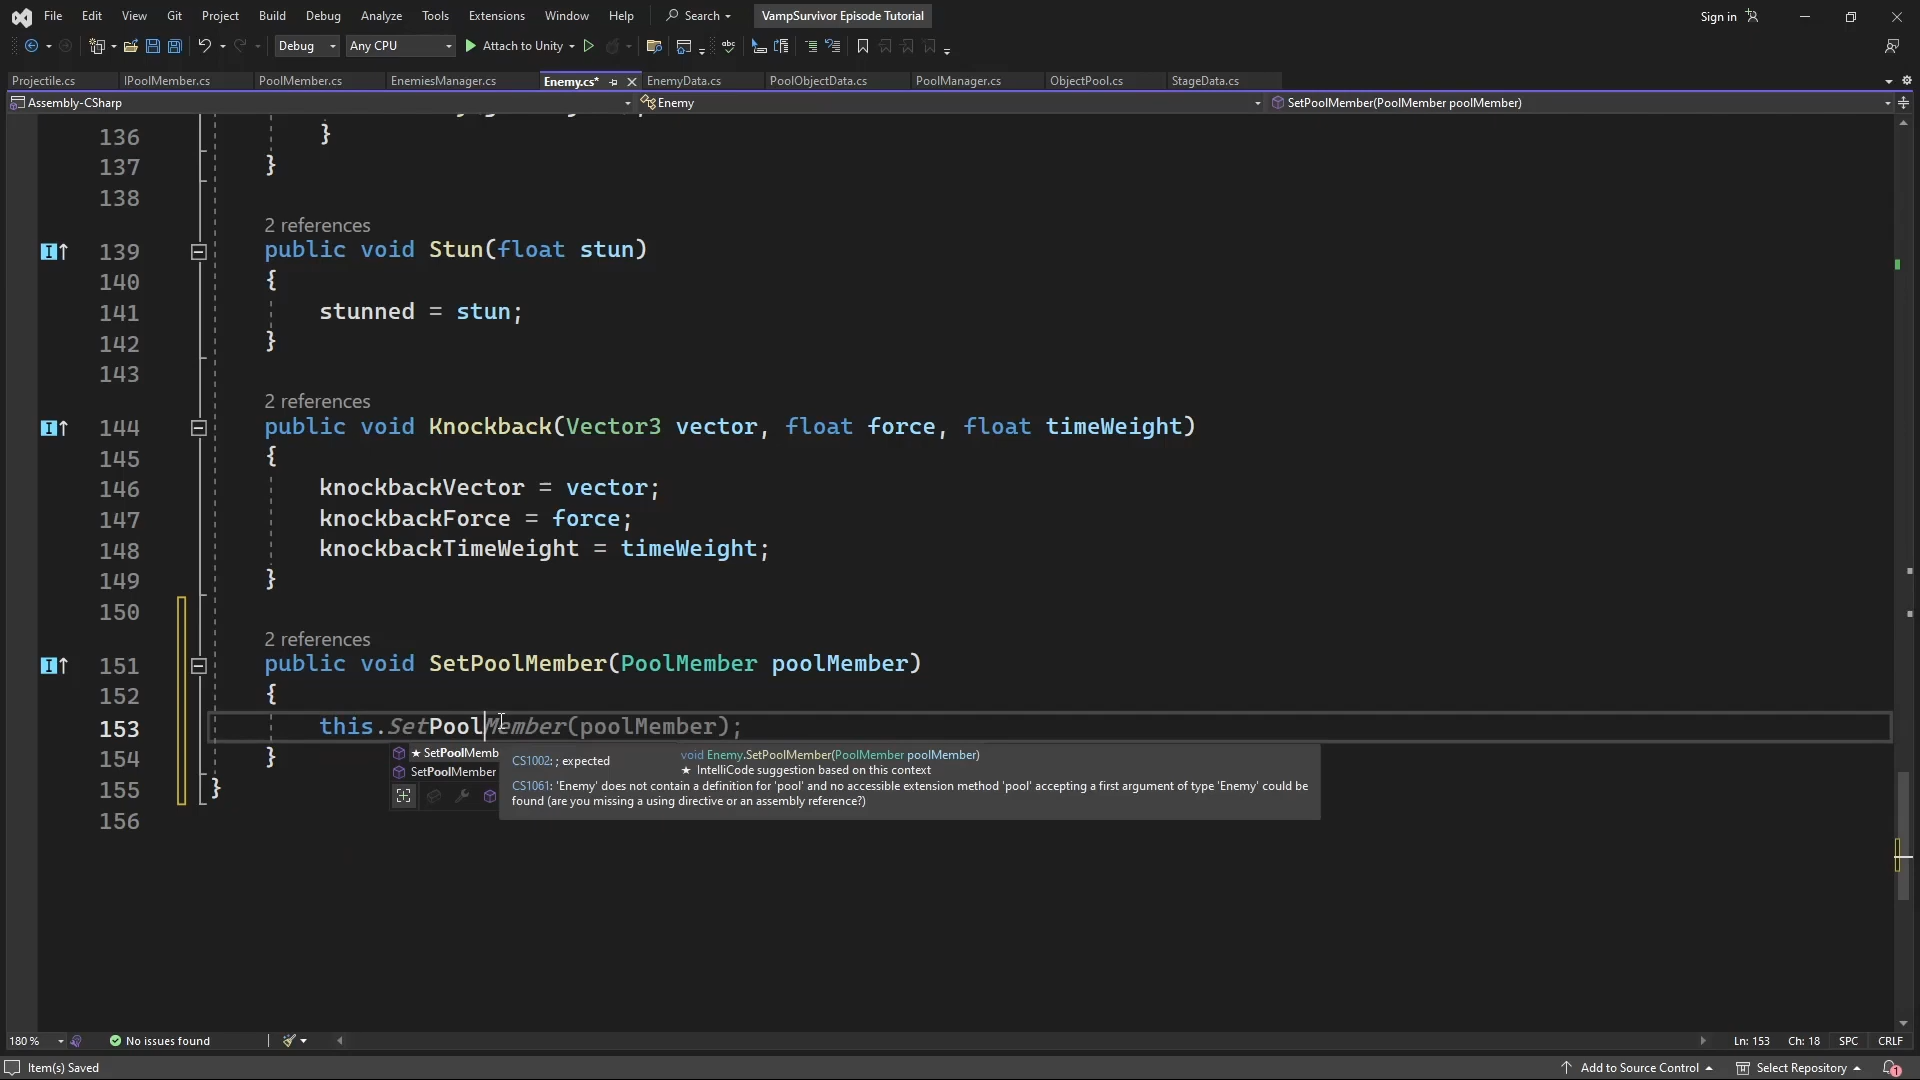 File Edit View Git Project Build Debug Analyze Tools Extensions Window Help Search VampSurvivor Episode Tutorial Sign in
Debug Any CPU Attach to Unity
Projectile.cs IPoolMember.cs PoolMember.cs EnemiesManager.cs Enemy.cs* EnemyData.cs PoolObjectData.cs PoolManager.cs ObjectPool.cs StageData.cs
Assembly-CSharp Enemy SetPoolMember(PoolMember poolMember)
136 }
137 }
138
2 references
139 public void Stun(float stun)
140 {
141 stunned = stun;
142 }
143
2 references
144 public void Knockback(Vector3 vector, float force, float timeWeight)
145 {
146 knockbackVector = vector;
147 knockbackForce = force;
148 knockbackTimeWeight = timeWeight;
149 }
150
2 references
151 public void SetPoolMember(PoolMember poolMember)
152 {
153 this.SetPoolMember(poolMember);
154 }
★ SetPoolMemb
SetPoolMember
CS1002: ; expected
void Enemy.SetPoolMember(PoolMember poolMember)
★ IntelliCode suggestion based on this context
CS1061: 'Enemy' does not contain a definition for 'pool' and no accessible extension method 'pool' accepting a first argument of type 'Enemy' could be
found (are you missing a using directive or an assembly reference?)
155 }
156
180 % No issues found Ln: 153 Ch: 18 SPC CRLF
Item(s) Saved Add to Source Control Select Repository 1